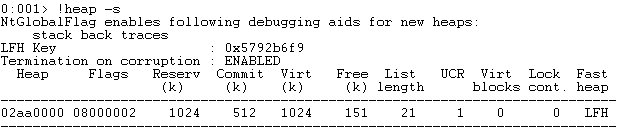 0:001> !heap -s
NtGlobalFlag enables following debugging aids for new heaps:
    stack back traces
LFH Key                   : 0x5792b6f9
Termination on corruption : ENABLED
  Heap     Flags   Reserv  Commit  Virt   Free  List   UCR  Virt  Lock  Fast
                    (k)     (k)    (k)     (k) length      blocks cont. heap
-----------------------------------------------------------------------------
02aa0000 08000002    1024    512   1024    151    21     1    0      0   LFH
-----------------------------------------------------------------------------